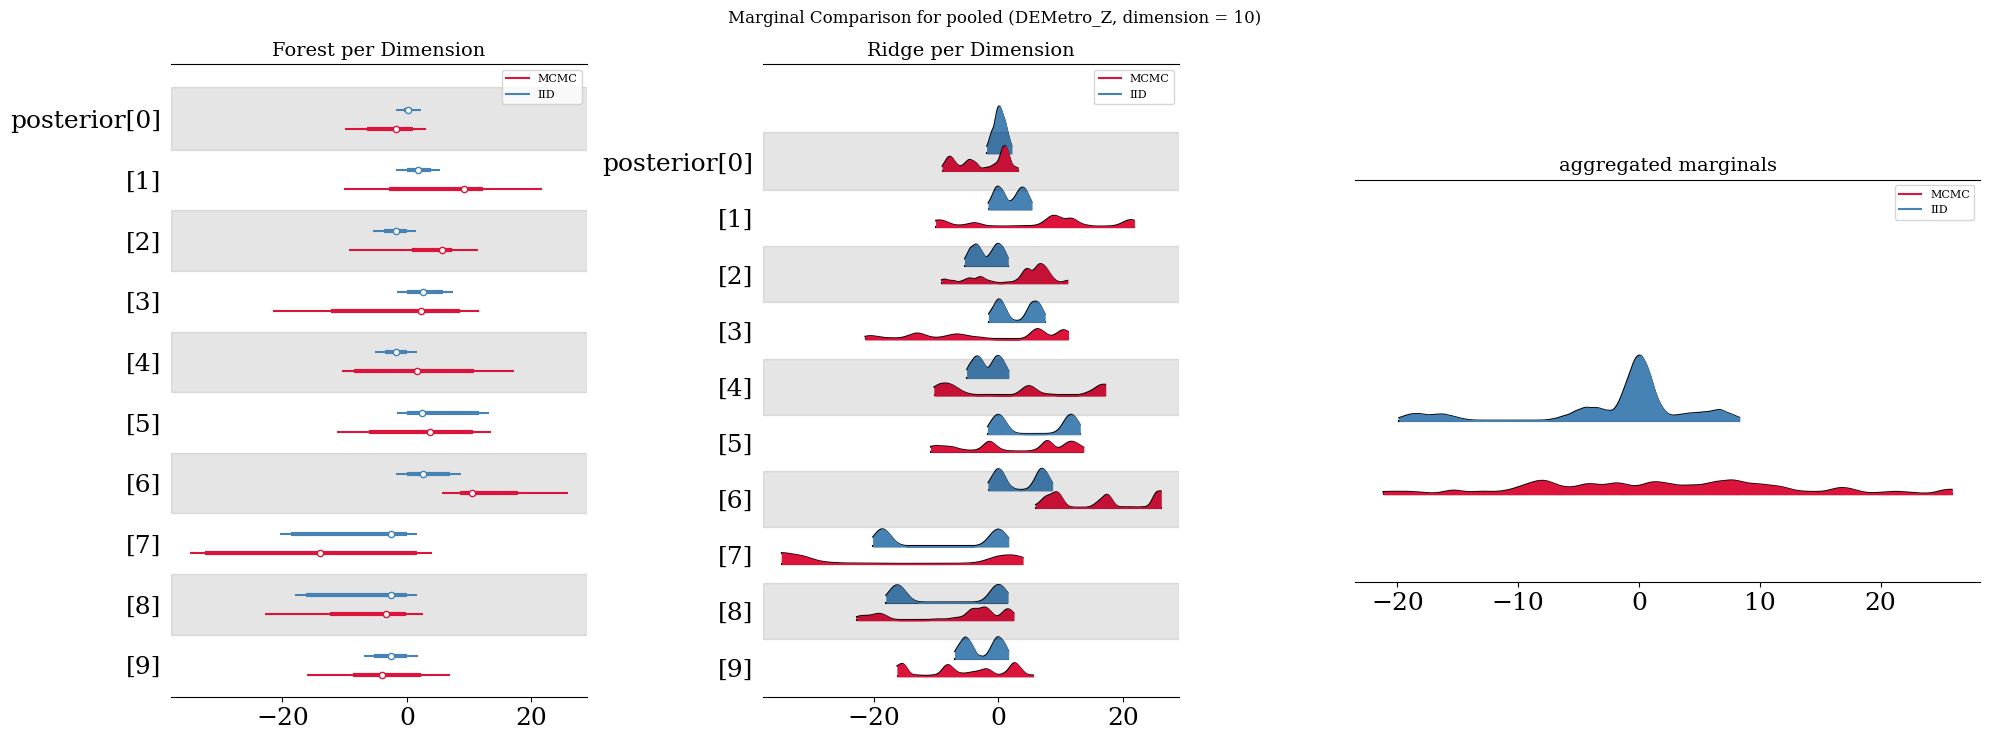 Marginal Comparison for pooled (DEMetro_Z, dimension = 10)
Forest per Dimension
MCMC
IID
posterior[0]
[1]
[2]
[3]
[4]
[5]
[6]
[7]
[8]
[9]
−20 0 20
Ridge per Dimension
MCMC
IID
posterior[0]
[1]
[2]
[3]
[4]
[5]
[6]
[7]
[8]
[9]
−20 0 20
aggregated marginals
MCMC
IID
−20 −10 0 10 20